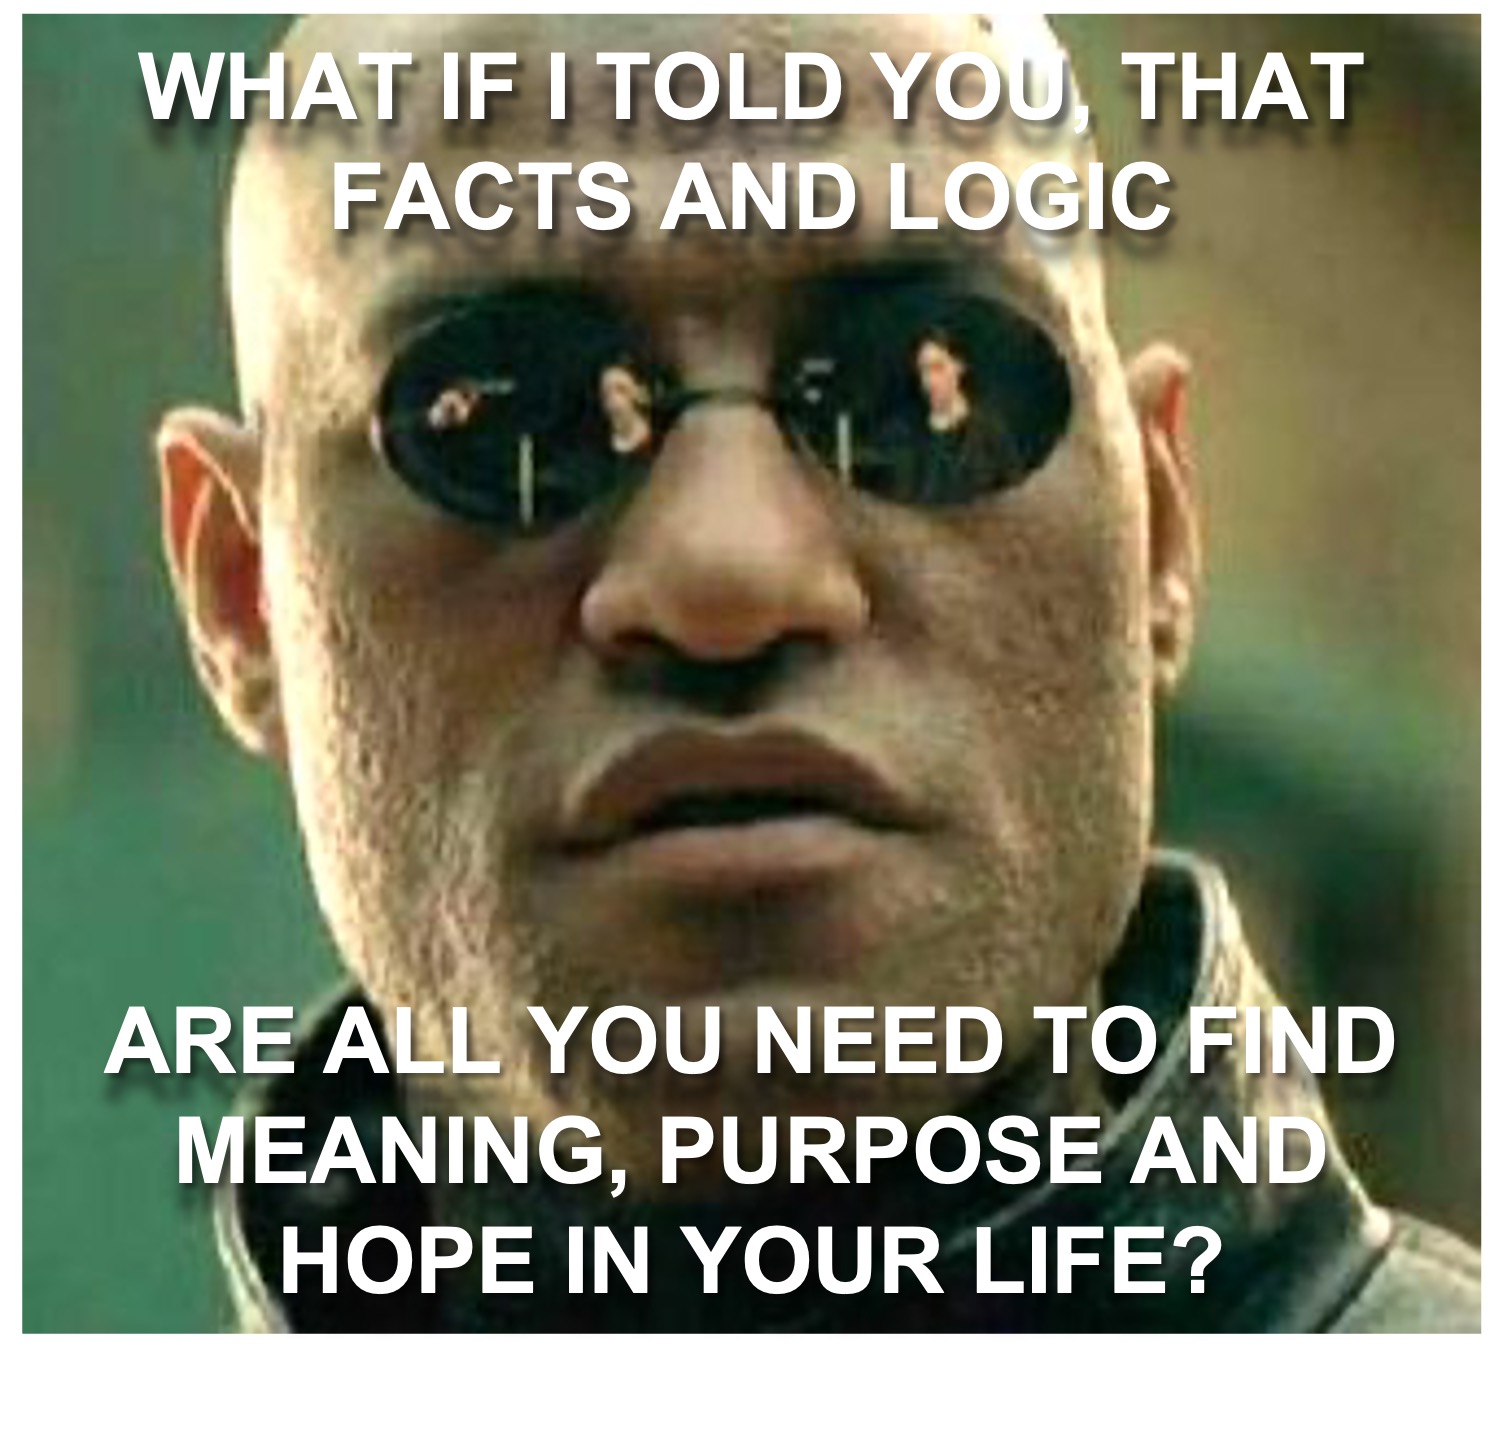 WHAT IF I TOLD YOU, THAT
FACTS AND LOGIC
ARE ALL YOU NEED TO FIND
MEANING, PURPOSE AND
HOPE IN YOUR LIFE?